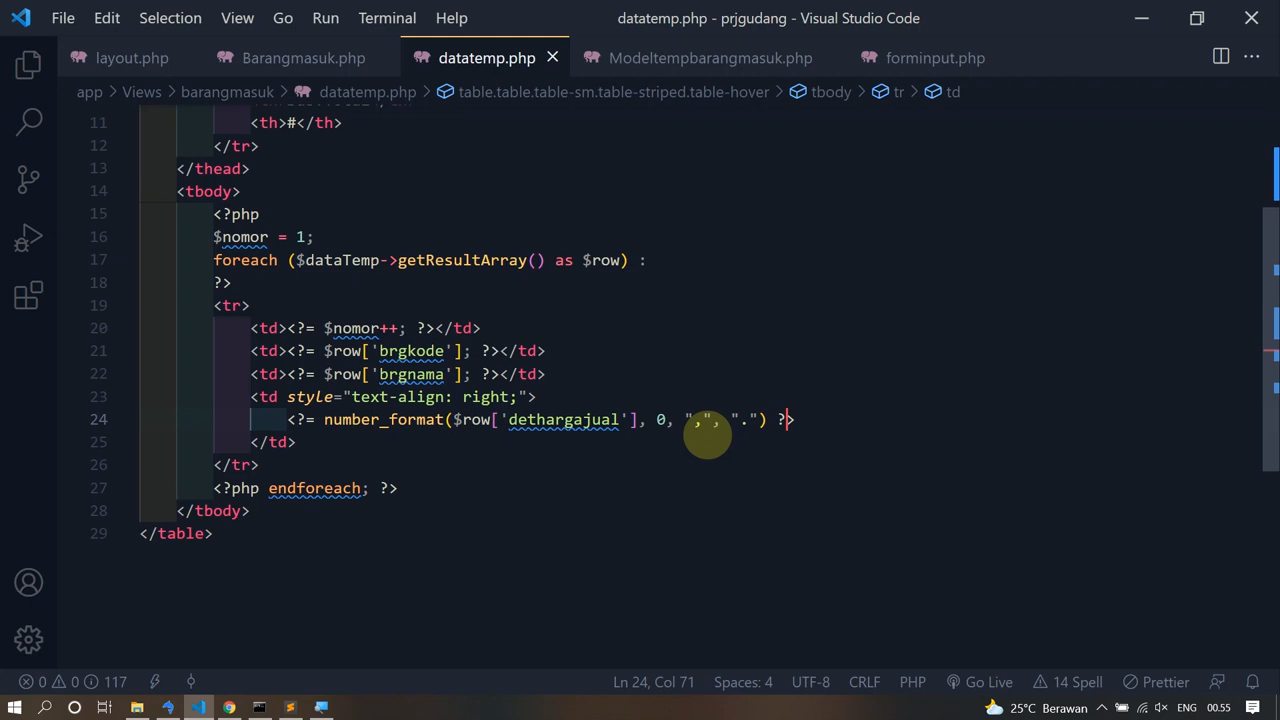 File Edit Selection View Go Run Terminal Help datatemp.php - prjgudang - Visual Studio Code
layout.php Barangmasuk.php datatemp.php Modeltempbarangmasuk.php forminput.php
app > Views > barangmasuk > datatemp.php > table.table.table-sm.table-striped.table-hover > tbody > tr > td
11 <th>#</th>
12 </tr>
13 </thead>
14 <tbody>
15 <?php
16 $nomor = 1;
17 foreach ($dataTemp->getResultArray() as $row) :
18 ?>
19 <tr>
20 <td><?= $nomor++; ?></td>
21 <td><?= $row['brgkode']; ?></td>
22 <td><?= $row['brgnama']; ?></td>
23 <td style="text-align: right;">
24 <?= number_format($row['dethargajual'], 0, ",", ".") ?>
25 </td>
26 </tr>
27 <?php endforeach; ?>
28 </tbody>
29 </table>
0 0 117 Ln 24, Col 71 Spaces: 4 UTF-8 CRLF PHP Go Live 14 Spell Prettier
25°C Berawan ENG 00.55